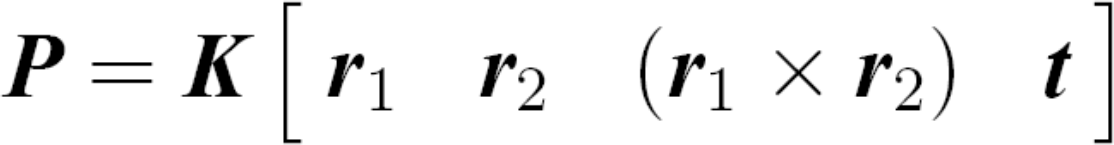 P = K [ r₁ r₂ (r₁ × r₂) t ]